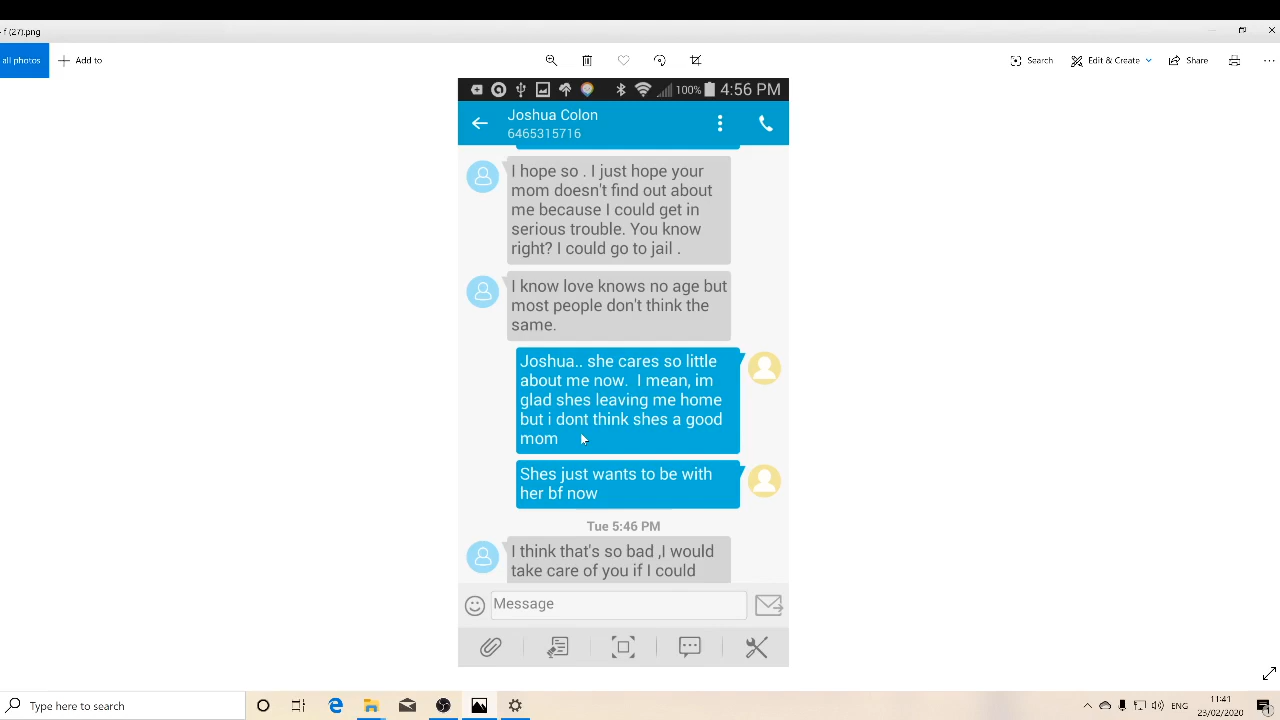 - f (27).png
all photos
Add to
Search
Edit & Create
Share
100%
4:56 PM
Joshua Colon
6465315716
I hope so . I just hope your
mom doesn't find out about
me because I could get in
serious trouble. You know
right? I could go to jail .
I know love knows no age but
most people don't think the
same.
Joshua.. she cares so little
about me now.  I mean, im
glad shes leaving me home
but i dont think shes a good
mom
Shes just wants to be with
her bf now
Tue 5:46 PM
I think that's so bad ,I would
take care of you if I could
Message
Type here to search
ENG
11:41
23/02/2020